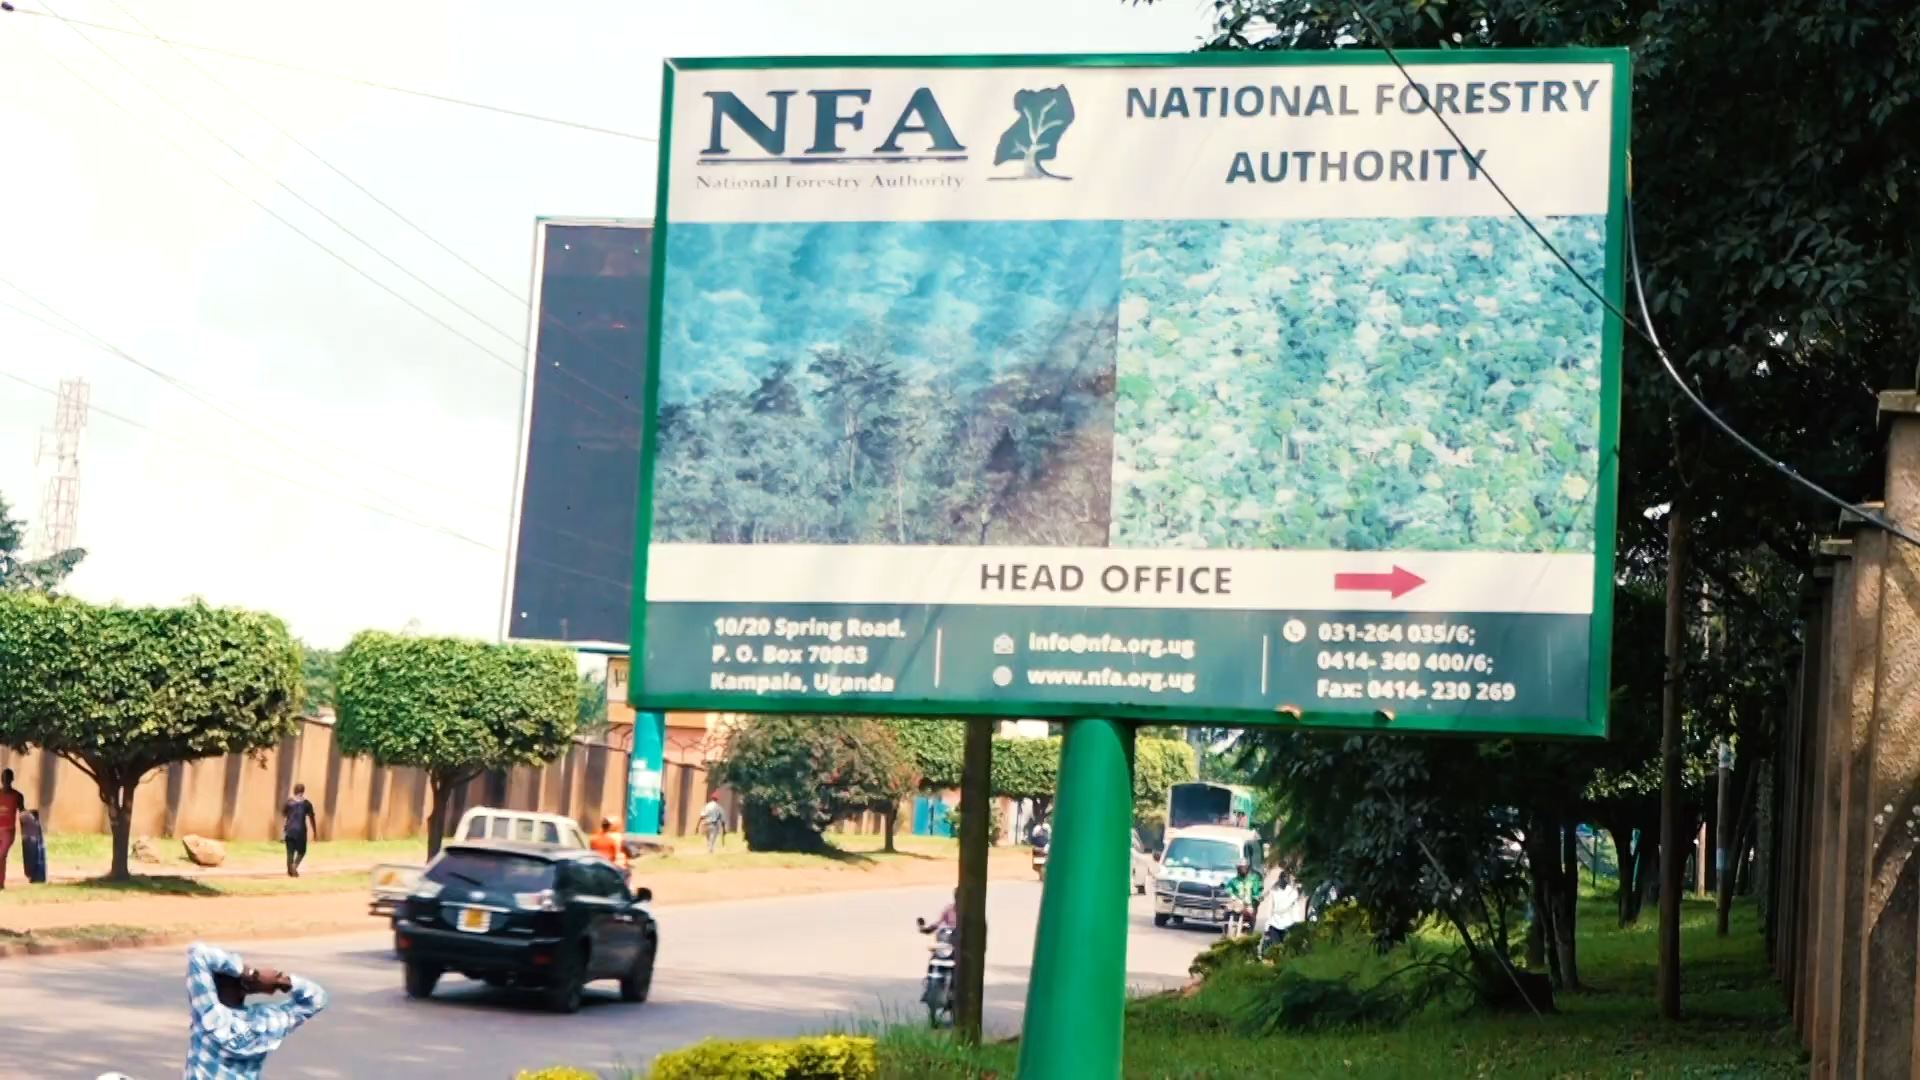 NFA
National Forestry Authority
NATIONAL FORESTRY
AUTHORITY
HEAD OFFICE
10/20 Spring Road.
P. O. Box 70863
Kampala, Uganda
info@nfa.org.ug
www.nfa.org.ug
031-264 035/6;
0414- 360 400/6;
Fax: 0414- 230 269